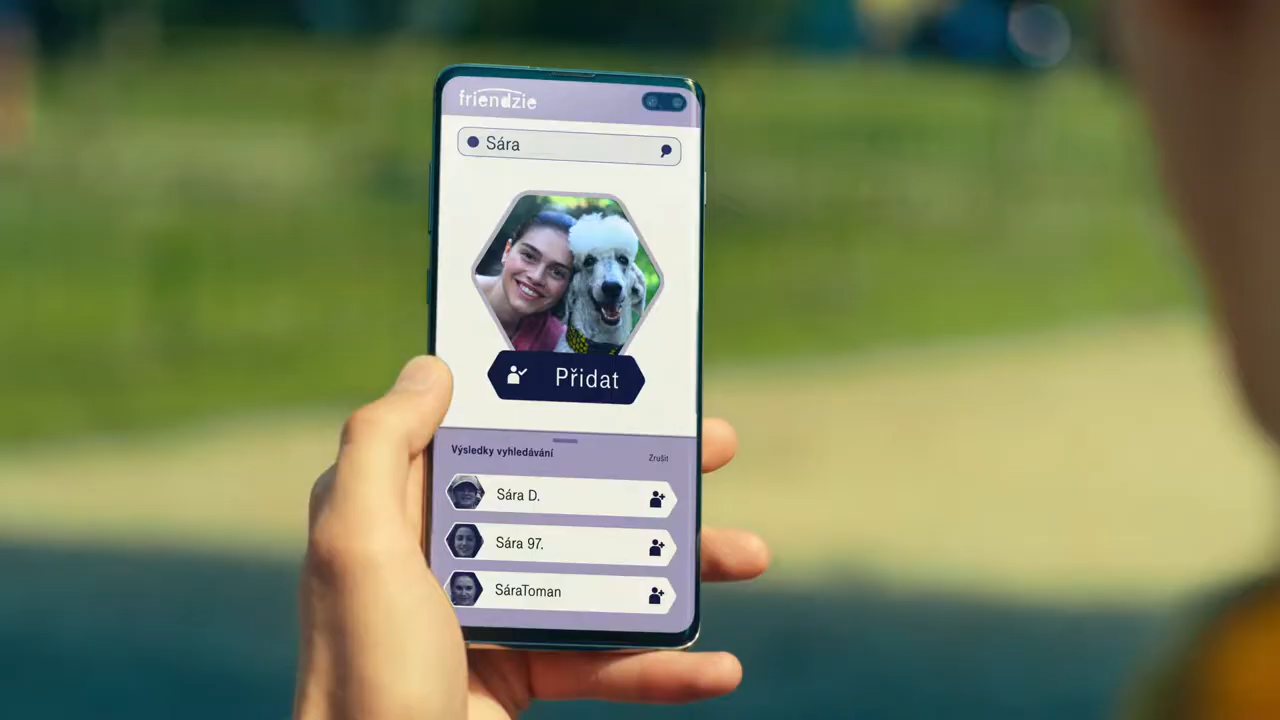 friendzie
Sára
Přidat
Výsledky vyhledávání
Zrušit
Sára D.
Sára 97.
SáraToman